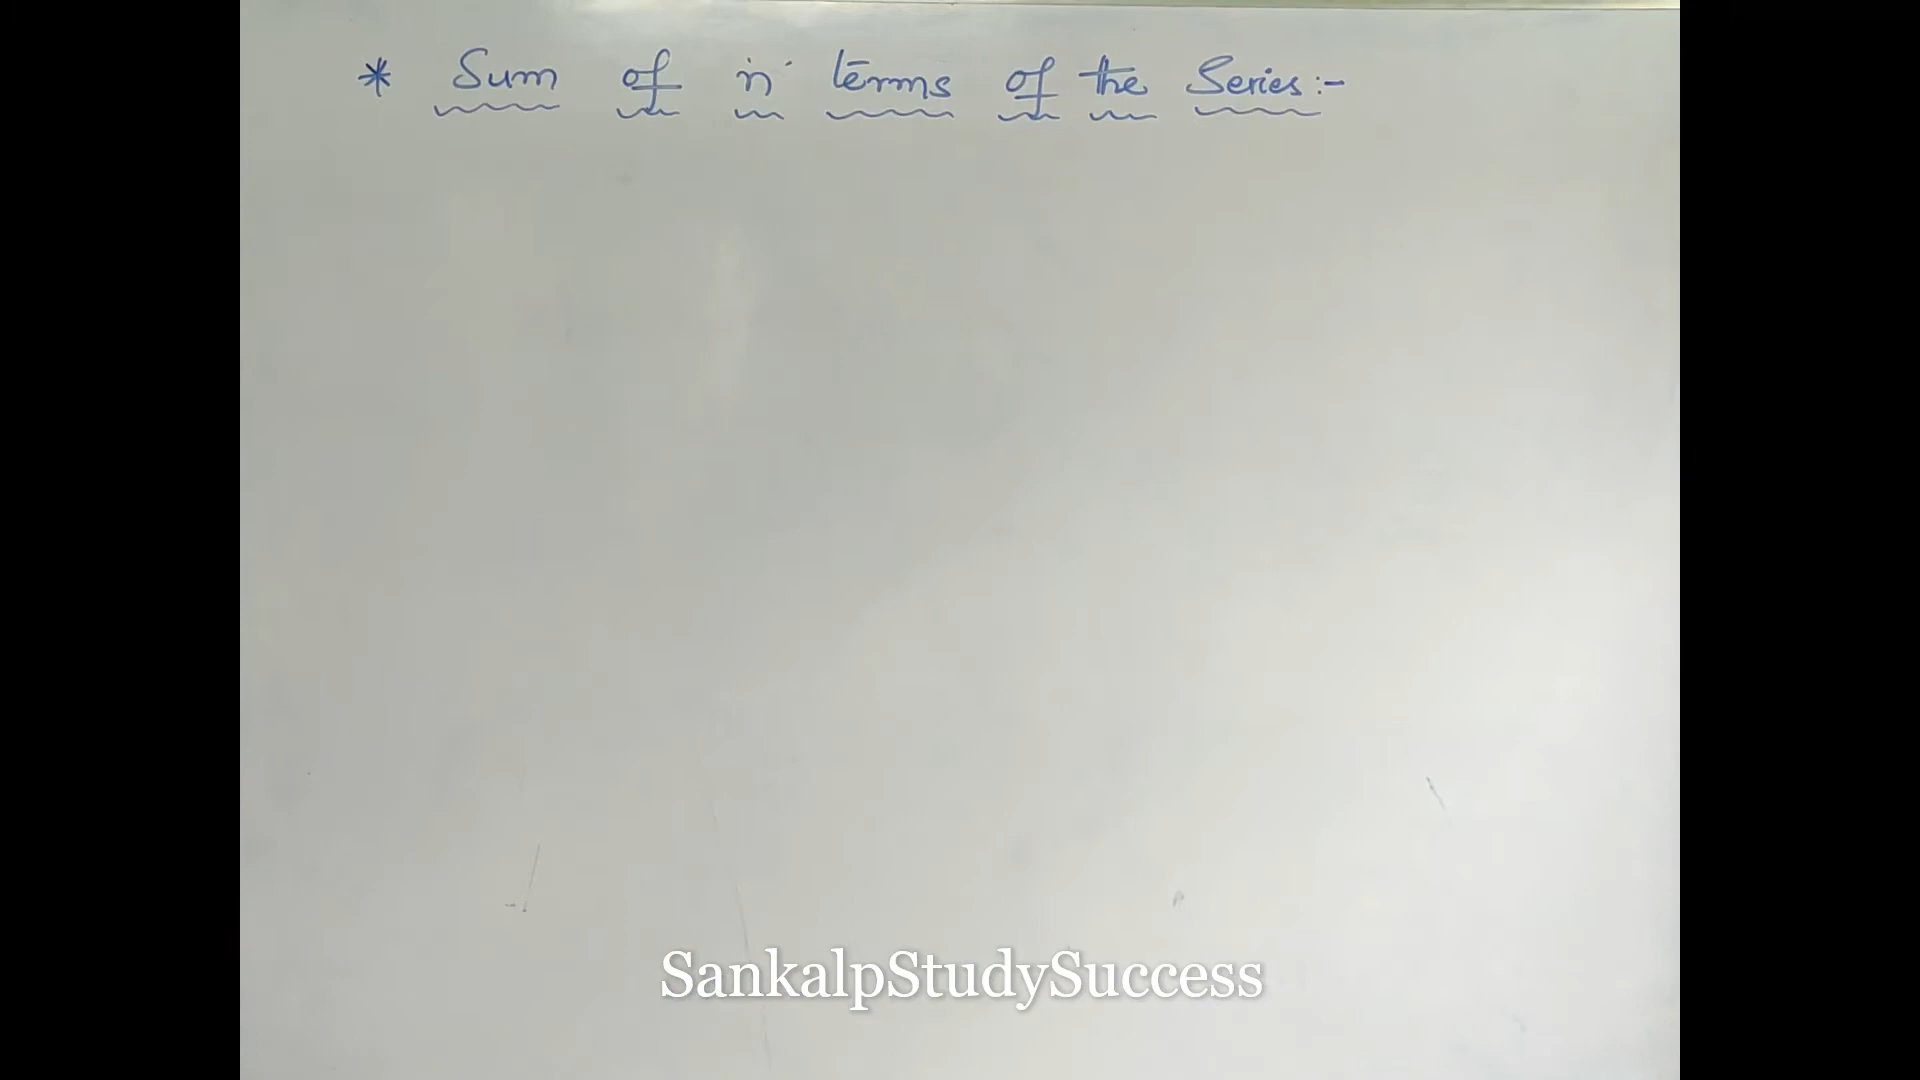 * Sum of 'n' terms of the Series:-
SankalpStudySuccess